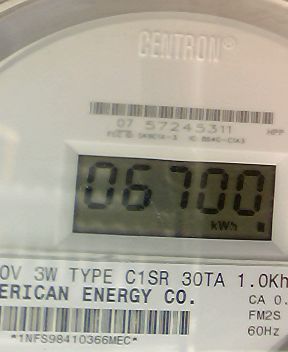 CENTRON®
07 57245311
HPP
06700
kWh
0V 3W TYPE C1SR 30TA 1.0Kh
ERICAN ENERGY CO.
CA 0.
FM2S
60Hz
*1NFS98410366MEC*